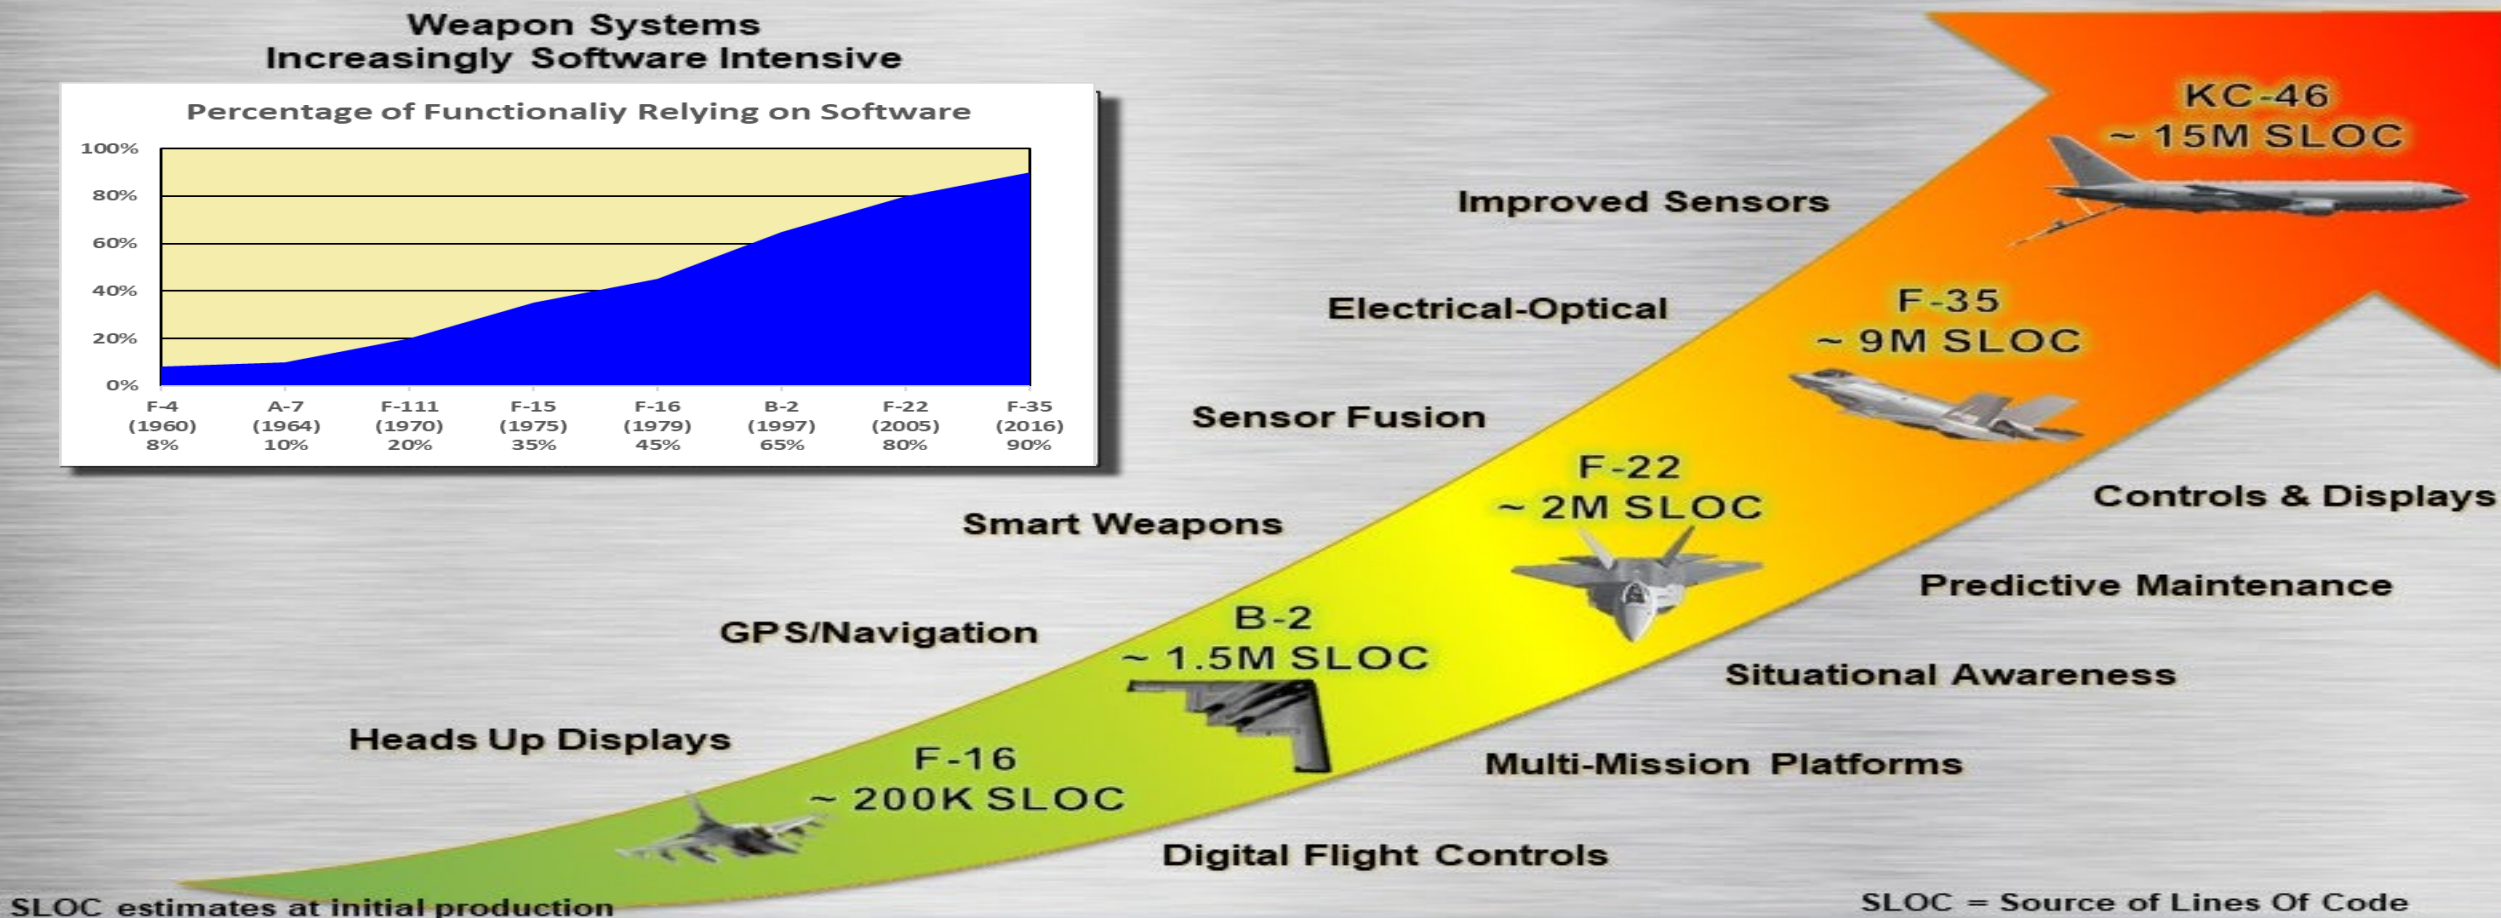 Weapon Systems
Increasingly Software Intensive
Percentage of Functionaliy Relying on Software
100%
80%
60%
40%
20%
0%
F-4 A-7 F-111 F-15 F-16 B-2 F-22 F-35
(1960) (1964) (1970) (1975) (1979) (1997) (2005) (2016)
8% 10% 20% 35% 45% 65% 80% 90%
KC-46
~ 15M SLOC
Improved Sensors
F-35
~ 9M SLOC
Electrical-Optical
Sensor Fusion
F-22
~ 2M SLOC
Controls & Displays
Smart Weapons
Predictive Maintenance
B-2
~ 1.5M SLOC
GPS/Navigation
Situational Awareness
Heads Up Displays
F-16
~ 200K SLOC
Multi-Mission Platforms
Digital Flight Controls
SLOC estimates at initial production
SLOC = Source of Lines Of Code